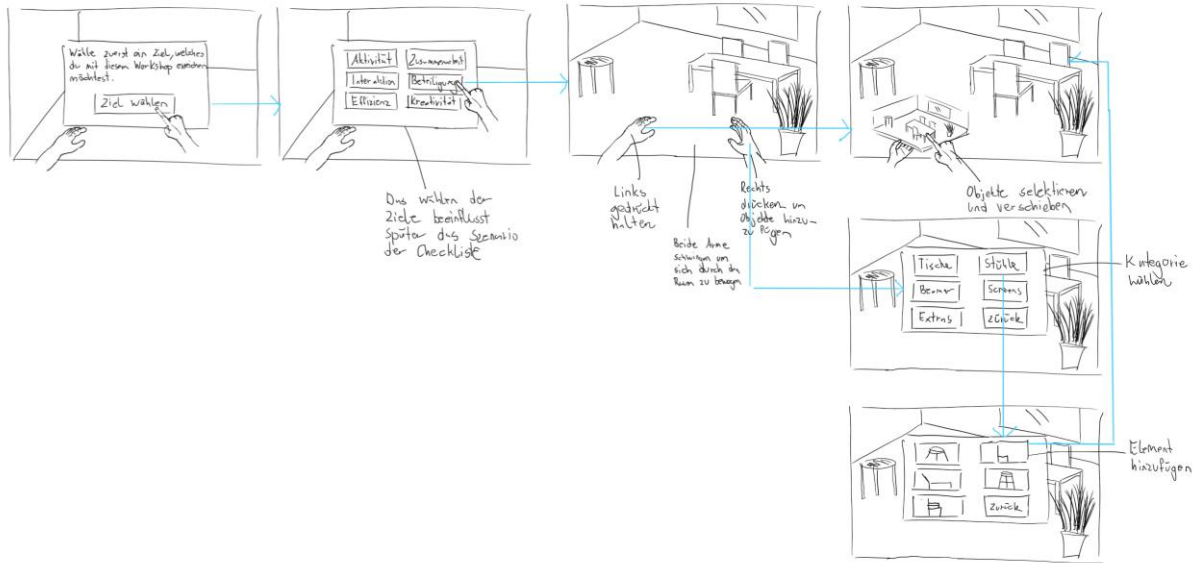 Wähle zuerst ein Ziel, welches
du mit diesem Workshop erreichen
möchtest.
Ziel wählen
Aktivität
Zusammenarbeit
Interaktion
Beteiligung
Effizienz
Kreativität
Das wählen der
Ziele beeinflusst
später das Szenario
der Checkliste
Links
gedrückt
halten
Beide Arme
schwingen um
sich durch den
Raum zu bewegen
Rechts
drücken um
Objekte hinzu-
zufügen
Objekte selektieren
und verschieben
Tische
Stühle
Beamer
Screens
Extras
zurück
Kategorie
wählen
Zurück
Element
hinzufügen